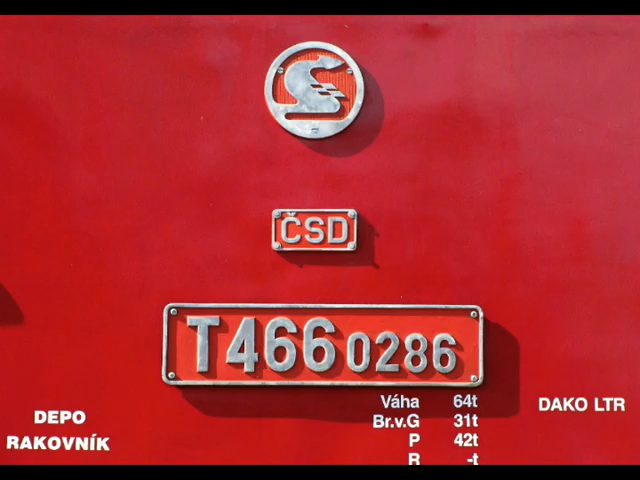 ČSD
T466 0286
DEPO
RAKOVNÍK
Váha 64t
Br.v.G 31t
P 42t
R -t
DAKO LTR